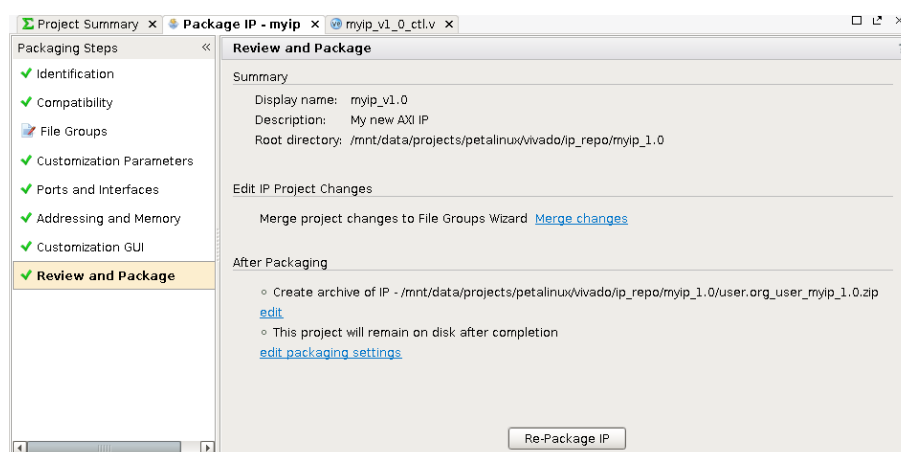 Project Summary × Package IP - myip × myip_v1_0_ctl.v ×
Packaging Steps «
Identification
Compatibility
File Groups
Customization Parameters
Ports and Interfaces
Addressing and Memory
Customization GUI
Review and Package
Review and Package
Summary
Display name: myip_v1.0
Description: My new AXI IP
Root directory: /mnt/data/projects/petalinux/vivado/ip_repo/myip_1.0
Edit IP Project Changes
Merge project changes to File Groups Wizard Merge changes
After Packaging
Create archive of IP - /mnt/data/projects/petalinux/vivado/ip_repo/myip_1.0/user.org_user_myip_1.0.zip
edit
This project will remain on disk after completion
edit packaging settings
Re-Package IP